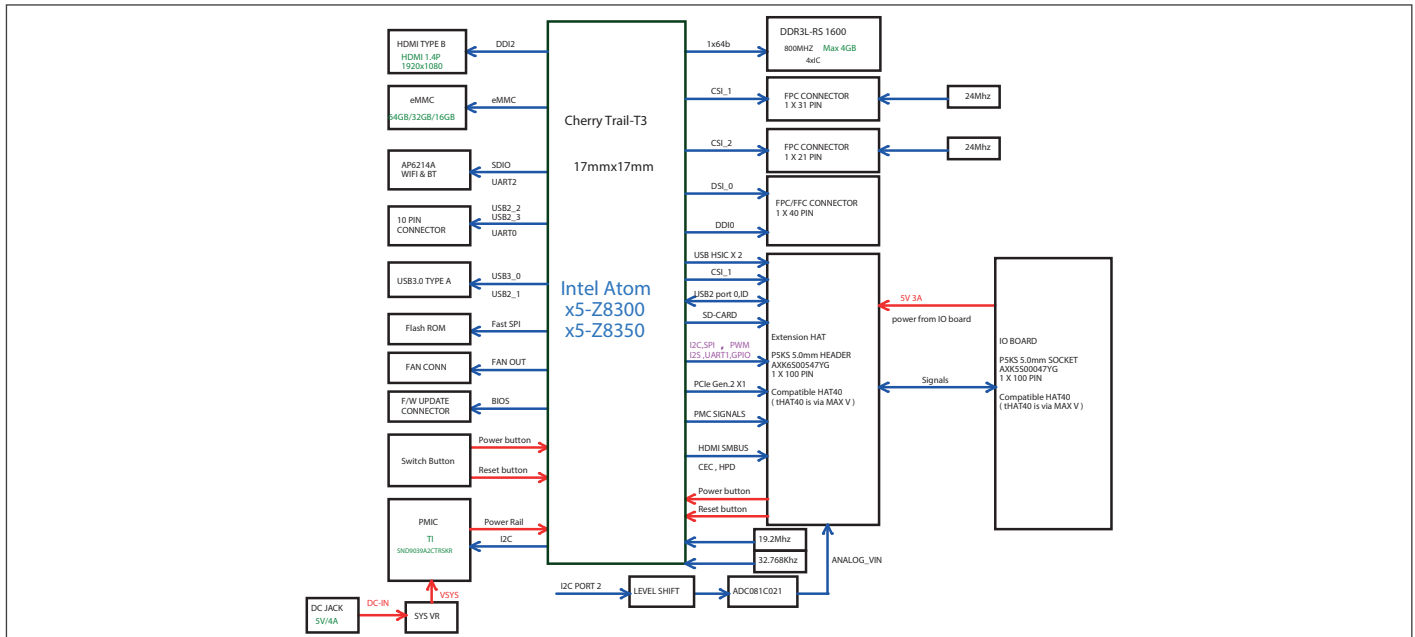 HDMI TYPE B
HDMI 1.4P
1920x1080
DDI2
eMMC
64GB/32GB/16GB
eMMC
AP6214A
WIFI & BT
SDIO
UART2
10 PIN
CONNECTOR
USB2_2
USB2_3
UART0
USB3.0 TYPE A
USB3_0
USB2_1
Flash ROM
Fast SPI
FAN CONN
FAN OUT
F/W UPDATE
CONNECTOR
BIOS
Switch Button
Power button
Reset button
PMIC
TI
SND9039A2CTRSKR
Power Rail
I2C
DC JACK
5V/4A
DC-IN
SYS VR
VSYS
Cherry Trail-T3
17mmx17mm
Intel Atom
x5-Z8300
x5-Z8350
1x64b
DDR3L-RS 1600
800MHZ Max 4GB
4xIC
CSI_1
FPC CONNECTOR
1 X 31 PIN
24Mhz
CSI_2
FPC CONNECTOR
1 X 21 PIN
24Mhz
DSI_0
DDI0
FPC/FFC CONNECTOR
1 X 40 PIN
USB HSIC X 2
CSI_1
USB2 port 0,ID
SD-CARD
I2C,SPI , PWM
I2S ,UART1,GPIO
PCIe Gen.2 X1
PMC SIGNALS
HDMI SMBUS
CEC , HPD
Power button
Reset button
Extension HAT
P5KS 5.0mm HEADER
AXK6S00547YG
1 X 100 PIN
Compatible HAT40
( tHAT40 is via MAX V )
5V 3A
power from IO board
Signals
IO BOARD
P5KS 5.0mm SOCKET
AXK5S00047YG
1 X 100 PIN
Compatible HAT40
( tHAT40 is via MAX V )
19.2Mhz
32.768Khz
ANALOG_VIN
I2C PORT 2
LEVEL SHIFT
ADC081C021